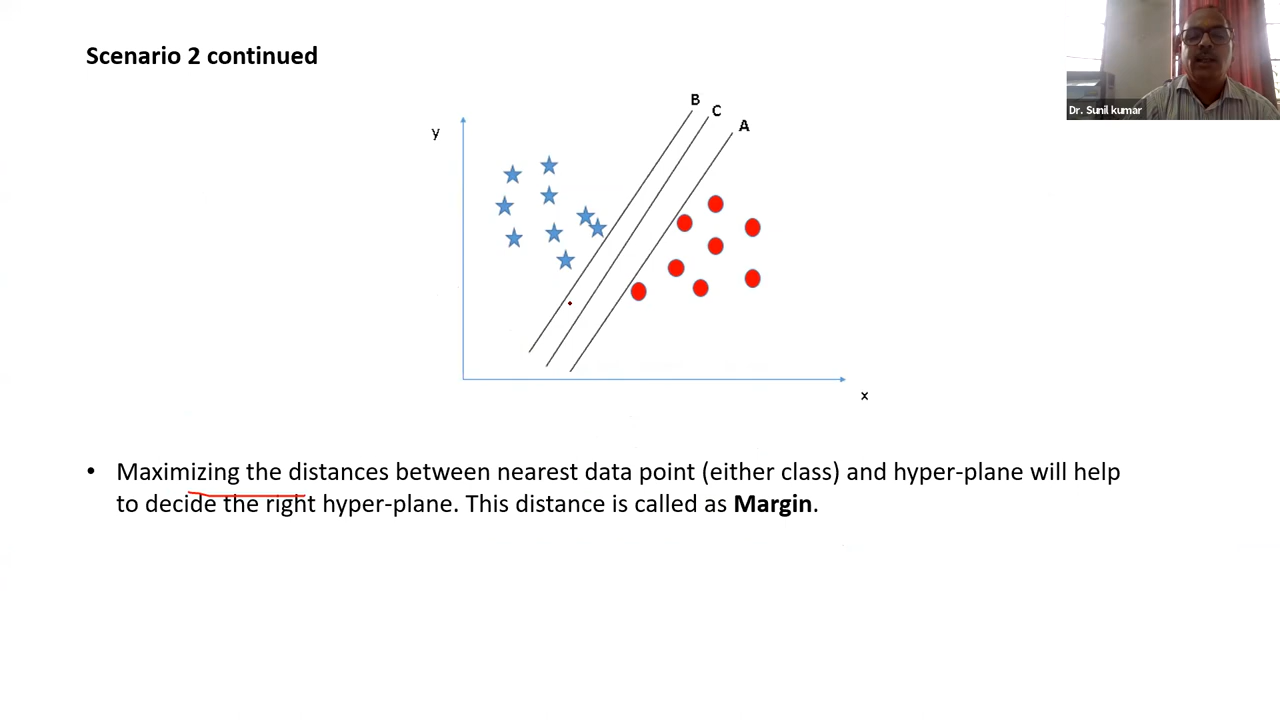 Scenario 2 continued
Dr. Sunil kumar
B
C
A
y
x
• Maximizing the distances between nearest data point (either class) and hyper-plane will help
to decide the right hyper-plane. This distance is called as Margin.